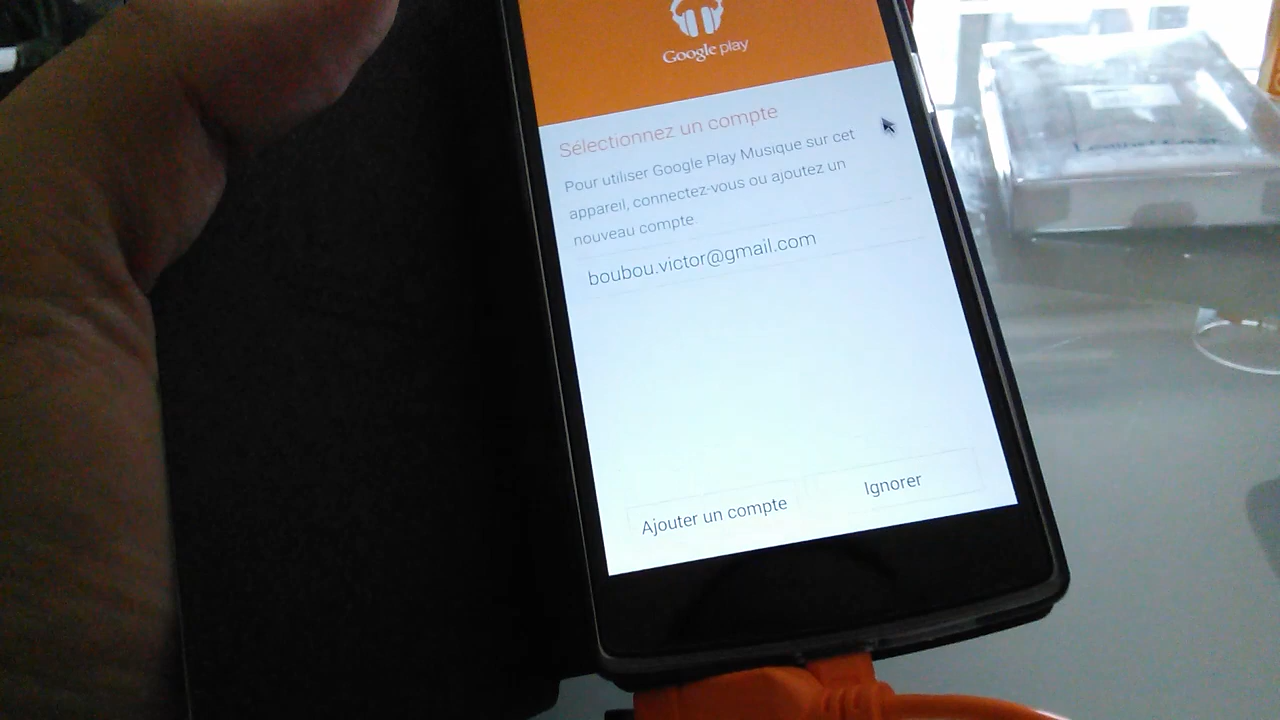 Google play
Sélectionnez un compte
Pour utiliser Google Play Musique sur cet
appareil, connectez-vous ou ajoutez un
nouveau compte
boubou.victor@gmail.com
Ajouter un compte
Ignorer